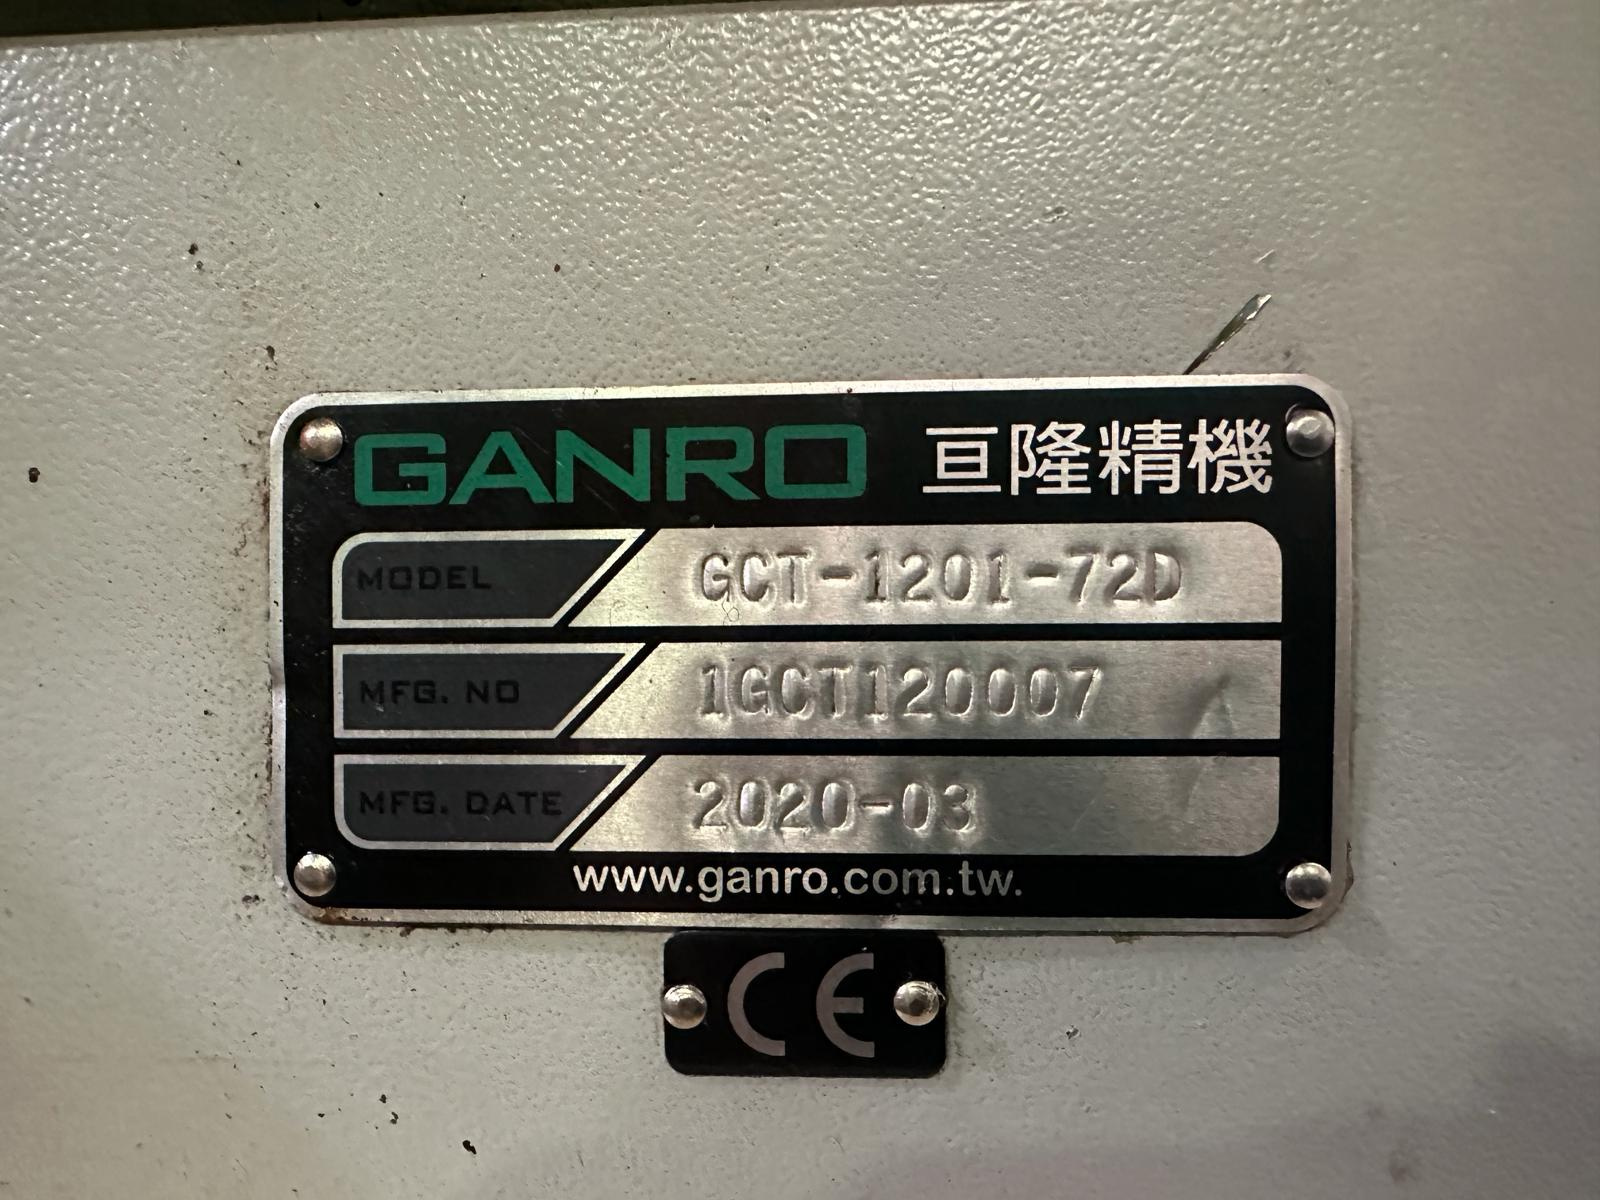 GANRO 亘隆精機
MODEL GCT-1201-72D
MFG. NO 1GCT120007
MFG. DATE 2020-03
www.ganro.com.tw.
CE